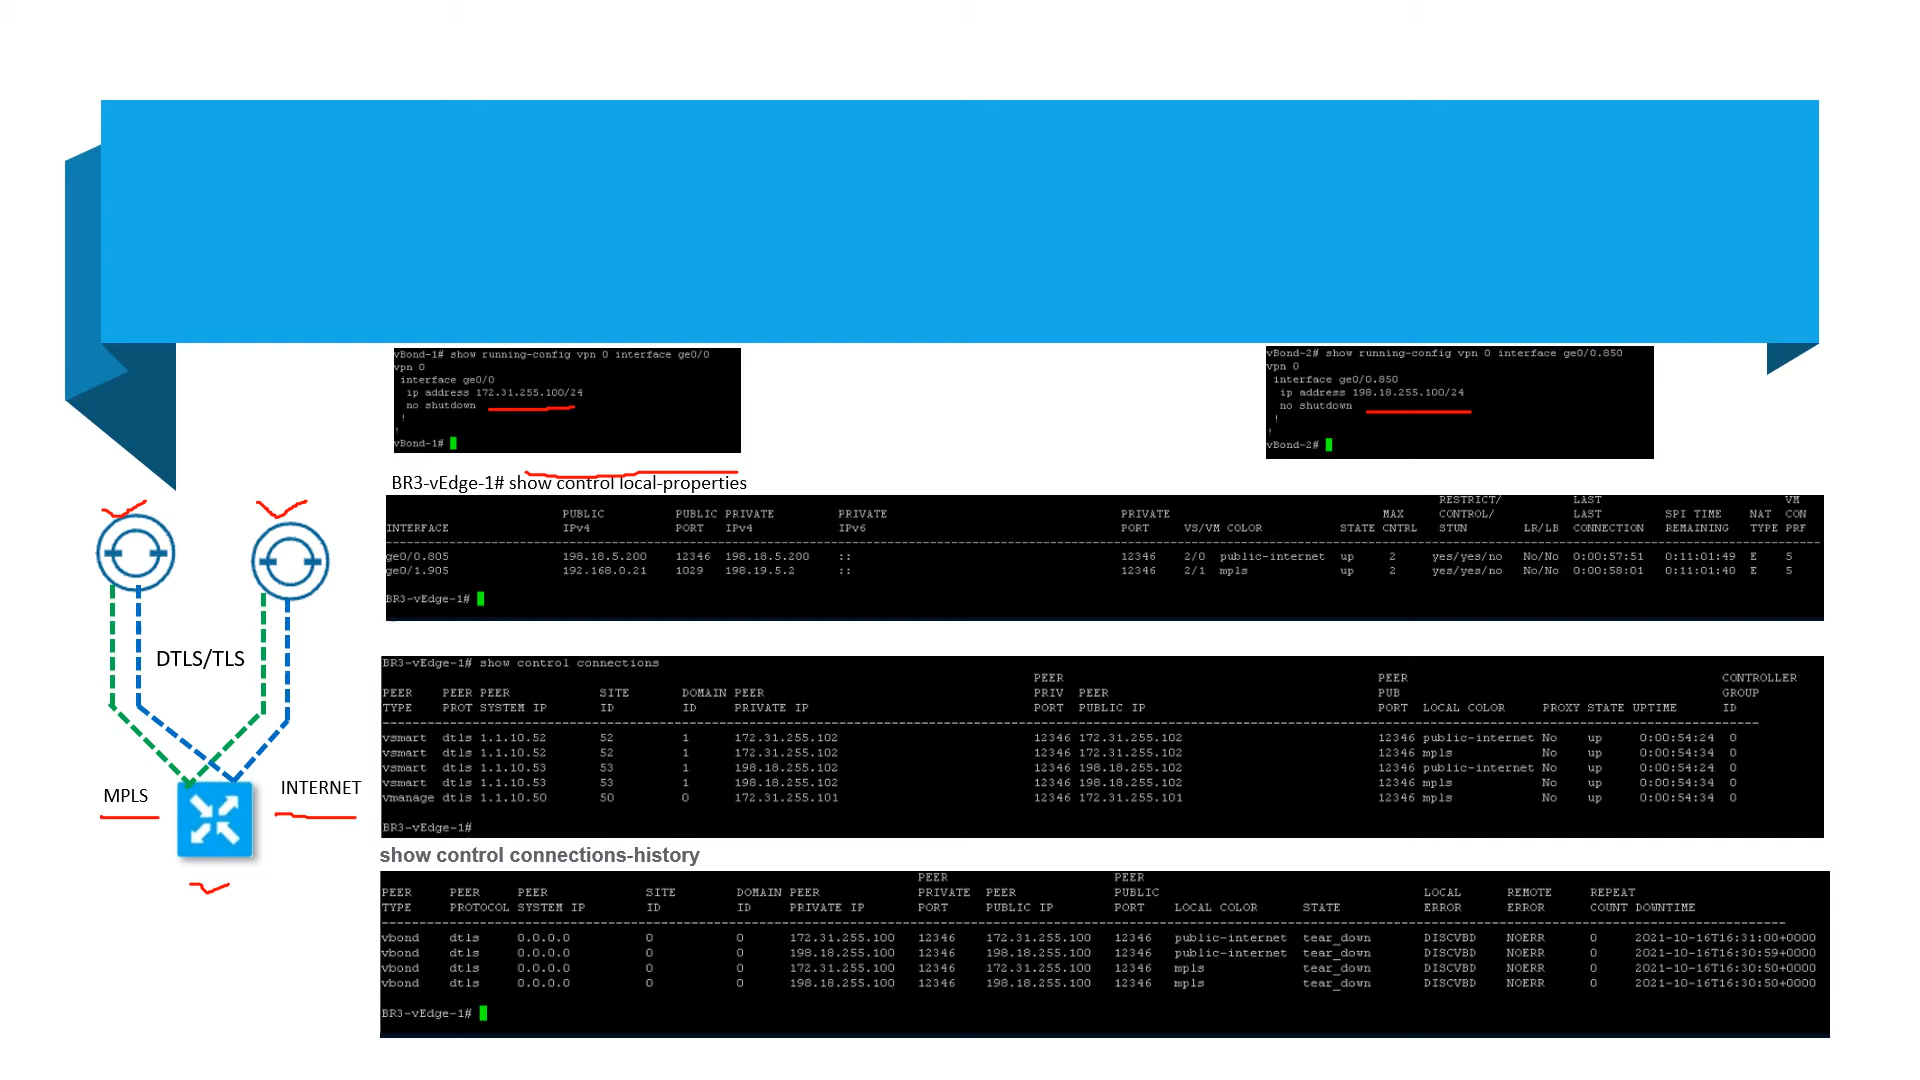 vBond-1# show running-config vpn 0 interface ge0/0
vpn 0
interface ge0/0
ip address 172.31.255.100/24
no shutdown
!
!
vBond-1#
vBond-2# show running-config vpn 0 interface ge0/0.850
vpn 0
interface ge0/0.850
ip address 198.18.255.100/24
no shutdown
!
!
vBond-2#
BR3-vEdge-1# show control local-properties
RESTRICT/ LAST VM
PUBLIC PUBLIC PRIVATE PRIVATE PRIVATE MAX CONTROL/ LAST SPI TIME NAT CON
INTERFACE IPv4 PORT IPv4 IPv6 PORT VS/VM COLOR STATE CNTRL STUN LR/LB CONNECTION REMAINING TYPE PRF
ge0/0.805 198.18.5.200 12346 198.18.5.200 :: 12346 2/0 public-internet up 2 yes/yes/no No/No 0:00:57:51 0:11:01:49 E 5
ge0/1.905 192.168.0.21 1029 198.19.5.2 :: 12346 2/1 mpls up 2 yes/yes/no No/No 0:00:58:01 0:11:01:40 E 5
BR3-vEdge-1#
DTLS/TLS
MPLS
INTERNET
BR3-vEdge-1# show control connections
PEER PEER CONTROLLER
PEER PEER PEER SITE DOMAIN PEER PRIV PEER PUB GROUP
TYPE PROT SYSTEM IP ID ID PRIVATE IP PORT PUBLIC IP PORT LOCAL COLOR PROXY STATE UPTIME ID
vsmart dtls 1.1.10.52 52 1 172.31.255.102 12346 172.31.255.102 12346 public-internet No up 0:00:54:24 0
vsmart dtls 1.1.10.52 52 1 172.31.255.102 12346 172.31.255.102 12346 mpls No up 0:00:54:34 0
vsmart dtls 1.1.10.53 53 1 198.18.255.102 12346 198.18.255.102 12346 public-internet No up 0:00:54:24 0
vsmart dtls 1.1.10.53 53 1 198.18.255.102 12346 198.18.255.102 12346 mpls No up 0:00:54:34 0
vmanage dtls 1.1.10.50 50 0 172.31.255.101 12346 172.31.255.101 12346 mpls No up 0:00:54:34 0
BR3-vEdge-1#
show control connections-history
PEER PEER
PEER PEER PEER SITE DOMAIN PEER PRIVATE PEER PUBLIC LOCAL REMOTE REPEAT
TYPE PROTOCOL SYSTEM IP ID ID PRIVATE IP PORT PUBLIC IP PORT LOCAL COLOR STATE ERROR ERROR COUNT DOWNTIME
vbond dtls 0.0.0.0 0 0 172.31.255.100 12346 172.31.255.100 12346 public-internet tear_down DISCVBD NOERR 0 2021-10-16T16:31:00+0000
vbond dtls 0.0.0.0 0 0 198.18.255.100 12346 198.18.255.100 12346 public-internet tear_down DISCVBD NOERR 0 2021-10-16T16:30:59+0000
vbond dtls 0.0.0.0 0 0 172.31.255.100 12346 172.31.255.100 12346 mpls tear_down DISCVBD NOERR 0 2021-10-16T16:30:50+0000
vbond dtls 0.0.0.0 0 0 198.18.255.100 12346 198.18.255.100 12346 mpls tear_down DISCVBD NOERR 0 2021-10-16T16:30:50+0000
BR3-vEdge-1#